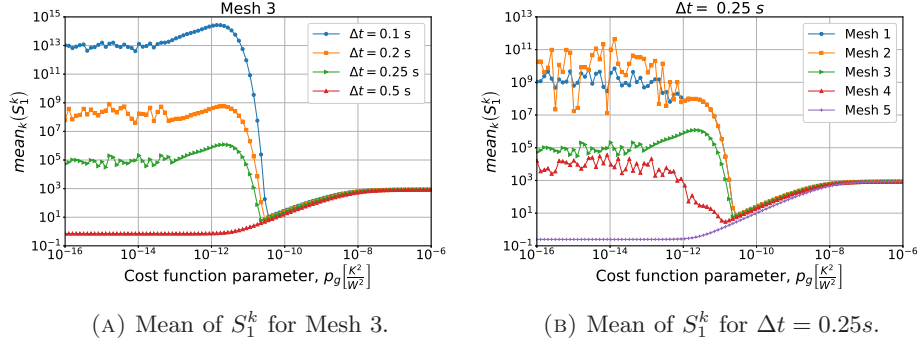 Mesh 3
10^15
10^13
10^11
10^9
10^7
10^5
10^3
10^1
10^−1
mean_k(S_1^k)
Δt = 0.1 s
Δt = 0.2 s
Δt = 0.25 s
Δt = 0.5 s
10^−16 10^−14 10^−12 10^−10 10^−8 10^−6
Cost function parameter, p_g[K^2/W^2]
(A) Mean of S_1^k for Mesh 3.
Δt = 0.25 s
10^11
10^9
10^7
10^5
10^3
10^1
10^−1
mean_k(S_1^k)
Mesh 1
Mesh 2
Mesh 3
Mesh 4
Mesh 5
10^−16 10^−14 10^−12 10^−10 10^−8 10^−6
Cost function parameter, p_g[K^2/W^2]
(B) Mean of S_1^k for Δt = 0.25s.